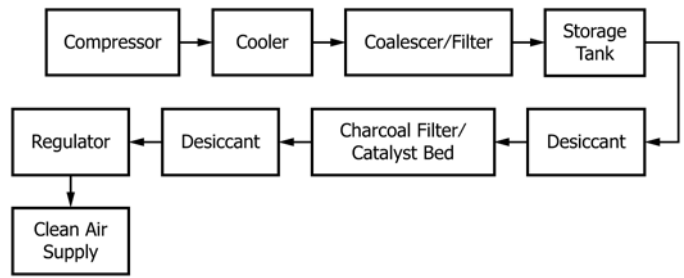 Compressor
Cooler
Coalescer/Filter
Storage
Tank
Desiccant
Charcoal Filter/
Catalyst Bed
Desiccant
Regulator
Clean Air
Supply